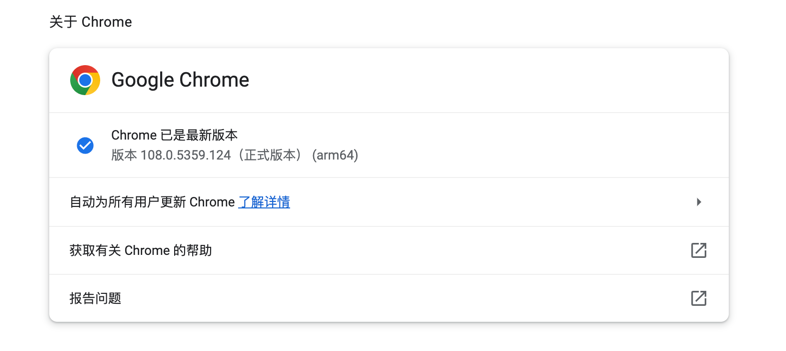 关于 Chrome
Google Chrome
Chrome 已是最新版本
版本 108.0.5359.124（正式版本） (arm64)
自动为所有用户更新 Chrome 了解详情
获取有关 Chrome 的帮助
报告问题